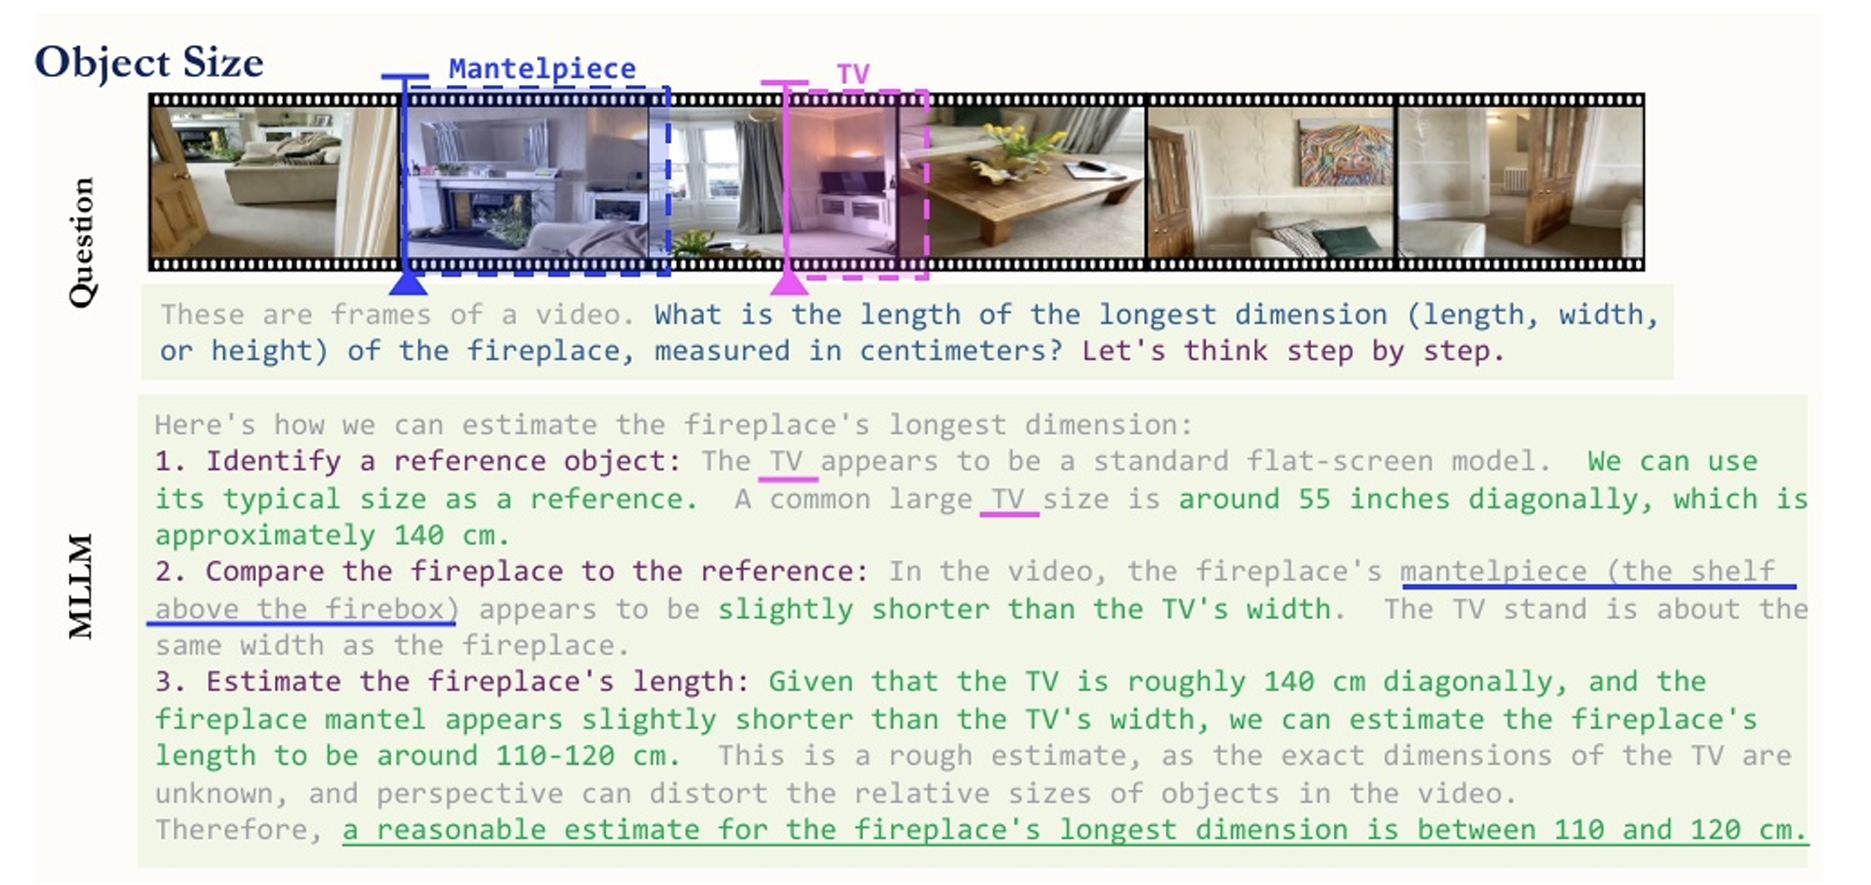 Object Size
Mantelpiece
TV
Question
These are frames of a video. What is the length of the longest dimension (length, width,
or height) of the fireplace, measured in centimeters? Let's think step by step.
MLLM
Here's how we can estimate the fireplace's longest dimension:
1. Identify a reference object: The TV appears to be a standard flat-screen model. We can use
its typical size as a reference. A common large TV size is around 55 inches diagonally, which is
approximately 140 cm.
2. Compare the fireplace to the reference: In the video, the fireplace's mantelpiece (the shelf
above the firebox) appears to be slightly shorter than the TV's width. The TV stand is about the
same width as the fireplace.
3. Estimate the fireplace's length: Given that the TV is roughly 140 cm diagonally, and the
fireplace mantel appears slightly shorter than the TV's width, we can estimate the fireplace's
length to be around 110-120 cm. This is a rough estimate, as the exact dimensions of the TV are
unknown, and perspective can distort the relative sizes of objects in the video.
Therefore, a reasonable estimate for the fireplace's longest dimension is between 110 and 120 cm.